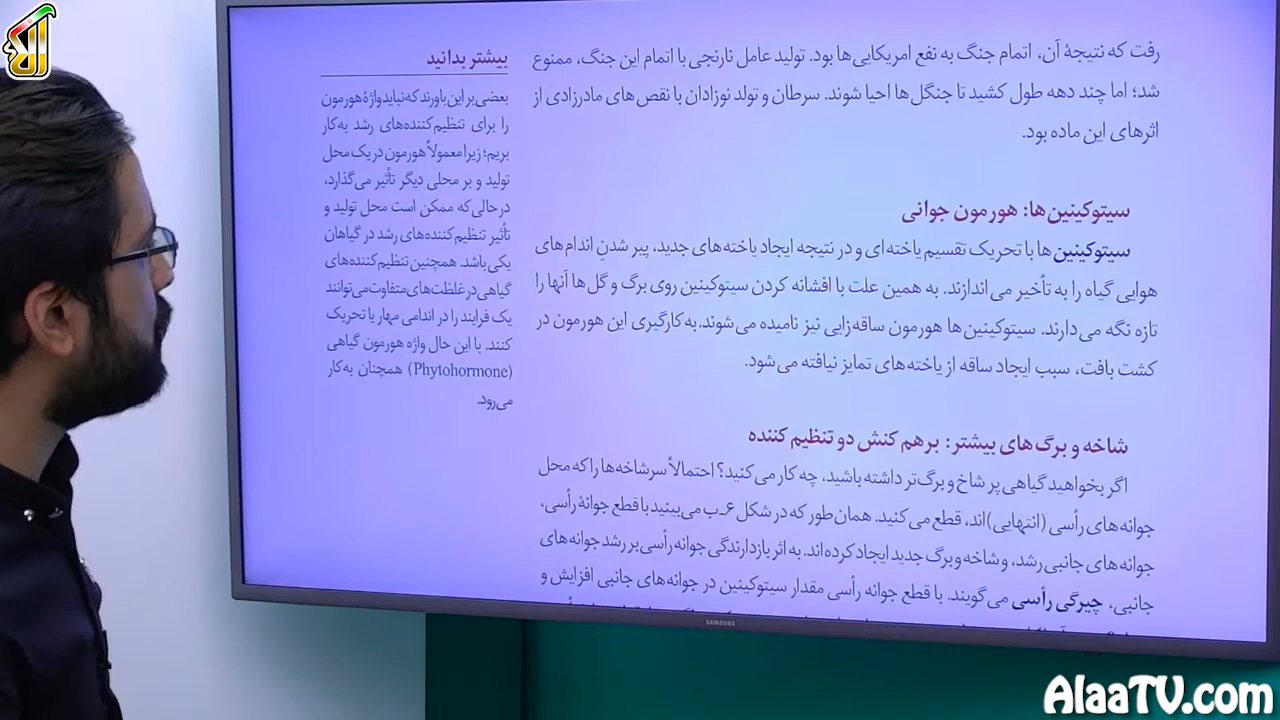 آلاء
رفت که نتیجهٔ آن، اتمام جنگ به نفع امریکایی‌ها بود. تولید عامل نارنجی با اتمام این جنگ، ممنوع
شد؛ اما چند دهه طول کشید تا جنگل‌ها احیا شوند. سرطان و تولد نوزادان با نقص‌های مادرزادی از
اثرهای این ماده بود.
سیتوکینین‌ها: هورمون جوانی
سیتوکینین‌ها با تحریک تقسیم یاخته‌ای و در نتیجه ایجاد یاخته‌های جدید، پیر شدنِ اندام‌های
هوایی گیاه را به تأخیر می‌اندازند. به همین علت با افشانه کردن سیتوکینین روی برگ و گل‌ها آنها را
تازه نگه می‌دارند. سیتوکینین‌ها هورمون ساقه‌زایی نیز نامیده می‌شوند.به‌کارگیری این هورمون در
کشت بافت، سبب ایجاد ساقه از یاخته‌های تمایز نیافته می‌شود.
شاخه و برگ‌های بیشتر: برهم‌کنش دو تنظیم‌کننده
اگر بخواهید گیاهی پر شاخ و برگ‌تر داشته باشید، چه کار می‌کنید؟ احتمالاً سرشاخه‌ها را که محل
جوانه‌های رأسی (انتهایی)اند، قطع می‌کنید. همان‌طور که در شکل ۶ـ‌ب می‌بینید با قطع جوانهٔ رأسی،
جوانه‌های جانبی رشد، و شاخه و برگ جدید ایجاد کرده‌اند. به اثر بازدارندگی جوانه رأسی بر رشد جوانه‌های
جانبی، چیرگی رأسی می‌گویند. با قطع جوانه رأسی مقدار سیتوکینین در جوانه‌های جانبی افزایش و
بیشتر بدانید
بعضی بر این باورند که نباید واژهٔ هورمون
را برای تنظیم‌کننده‌های رشد به‌کار
بریم؛ زیرا معمولاً هورمون در یک محل
تولید و بر محلی دیگر تأثیر می‌گذارد،
درحالی‌که ممکن است محل تولید و
تأثیر تنظیم‌کننده‌های رشد در گیاهان
یکی باشد. همچنین تنظیم‌کننده‌های
گیاهی در غلظت‌های متفاوت می‌توانند
یک فرایند را در اندامی مهار یا تحریک
کنند. با این حال واژه هورمون گیاهی
(Phytohormone) همچنان به‌کار
می‌رود.
SAMSUNG
AlaaTV.com